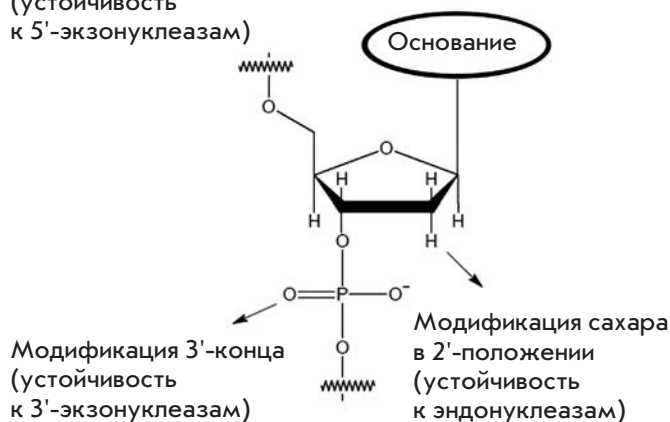 (устойчивость
к 5'-экзонуклеазам)
Основание
O
O
H
H
H
H
H
O
O
P
O⁻
O
Модификация 3'-конца
(устойчивость
к 3'-экзонуклеазам)
Модификация сахара
в 2'-положении
(устойчивость
к эндонуклеазам)